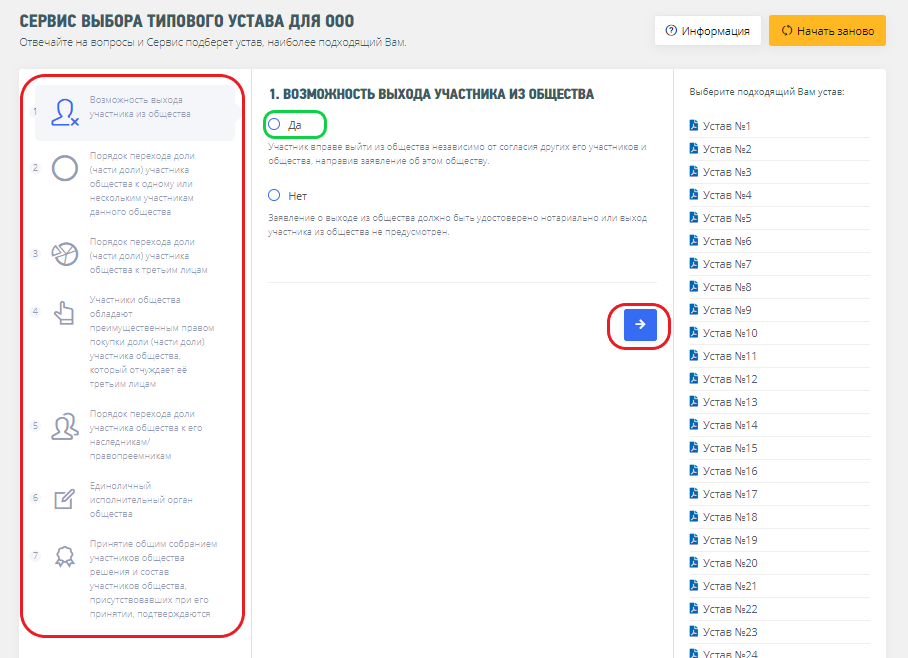 СЕРВИС ВЫБОРА ТИПОВОГО УСТАВА ДЛЯ ООО
Отвечайте на вопросы и Сервис подберет устав, наиболее подходящий Вам.
Информация
Начать заново
1
Возможность выхода
участника из общества
2
Порядок перехода доли
(части доли) участника
общества к одному или
нескольким участникам
данного общества
3
Порядок перехода доли
(части доли) участника
общества к третьим лицам
4
Участники общества
обладают
преимущественным правом
покупки доли (части доли)
участника общества,
который отчуждает её
третьим лицам
5
Порядок перехода доли
участника общества к его
наследникам/
правопреемникам
6
Единоличный
исполнительный орган
общества
7
Принятие общим собранием
участников общества
решения и состав
участников общества,
присутствовавших при его
принятии, подтверждаются
1. ВОЗМОЖНОСТЬ ВЫХОДА УЧАСТНИКА ИЗ ОБЩЕСТВА
Да
Участник вправе выйти из общества независимо от согласия других его участников и
общества, направив заявление об этом обществу.
Нет
Заявление о выходе из общества должно быть удостоверено нотариально или выход
участника из общества не предусмотрен.
Выберите подходящий Вам устав:
Устав №1
Устав №2
Устав №3
Устав №4
Устав №5
Устав №6
Устав №7
Устав №8
Устав №9
Устав №10
Устав №11
Устав №12
Устав №13
Устав №14
Устав №15
Устав №16
Устав №17
Устав №18
Устав №19
Устав №20
Устав №21
Устав №22
Устав №23
Устав №24